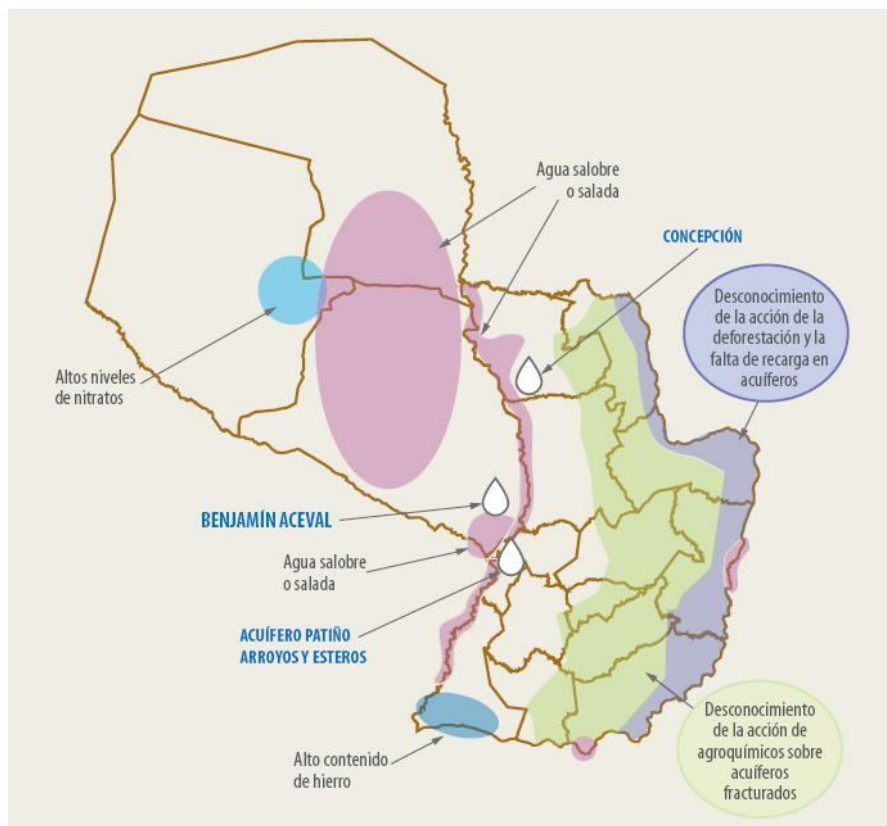 Agua salobre
o salada
CONCEPCIÓN
Desconocimiento
de la acción de la
deforestación y la
falta de recarga en
acuíferos
Altos niveles
de nitratos
BENJAMÍN ACEVAL
Agua salobre
o salada
ACUÍFERO PATIÑO
ARROYOS Y ESTEROS
Desconocimiento
de la acción de
agroquímicos sobre
acuíferos
fracturados
Alto contenido
de hierro